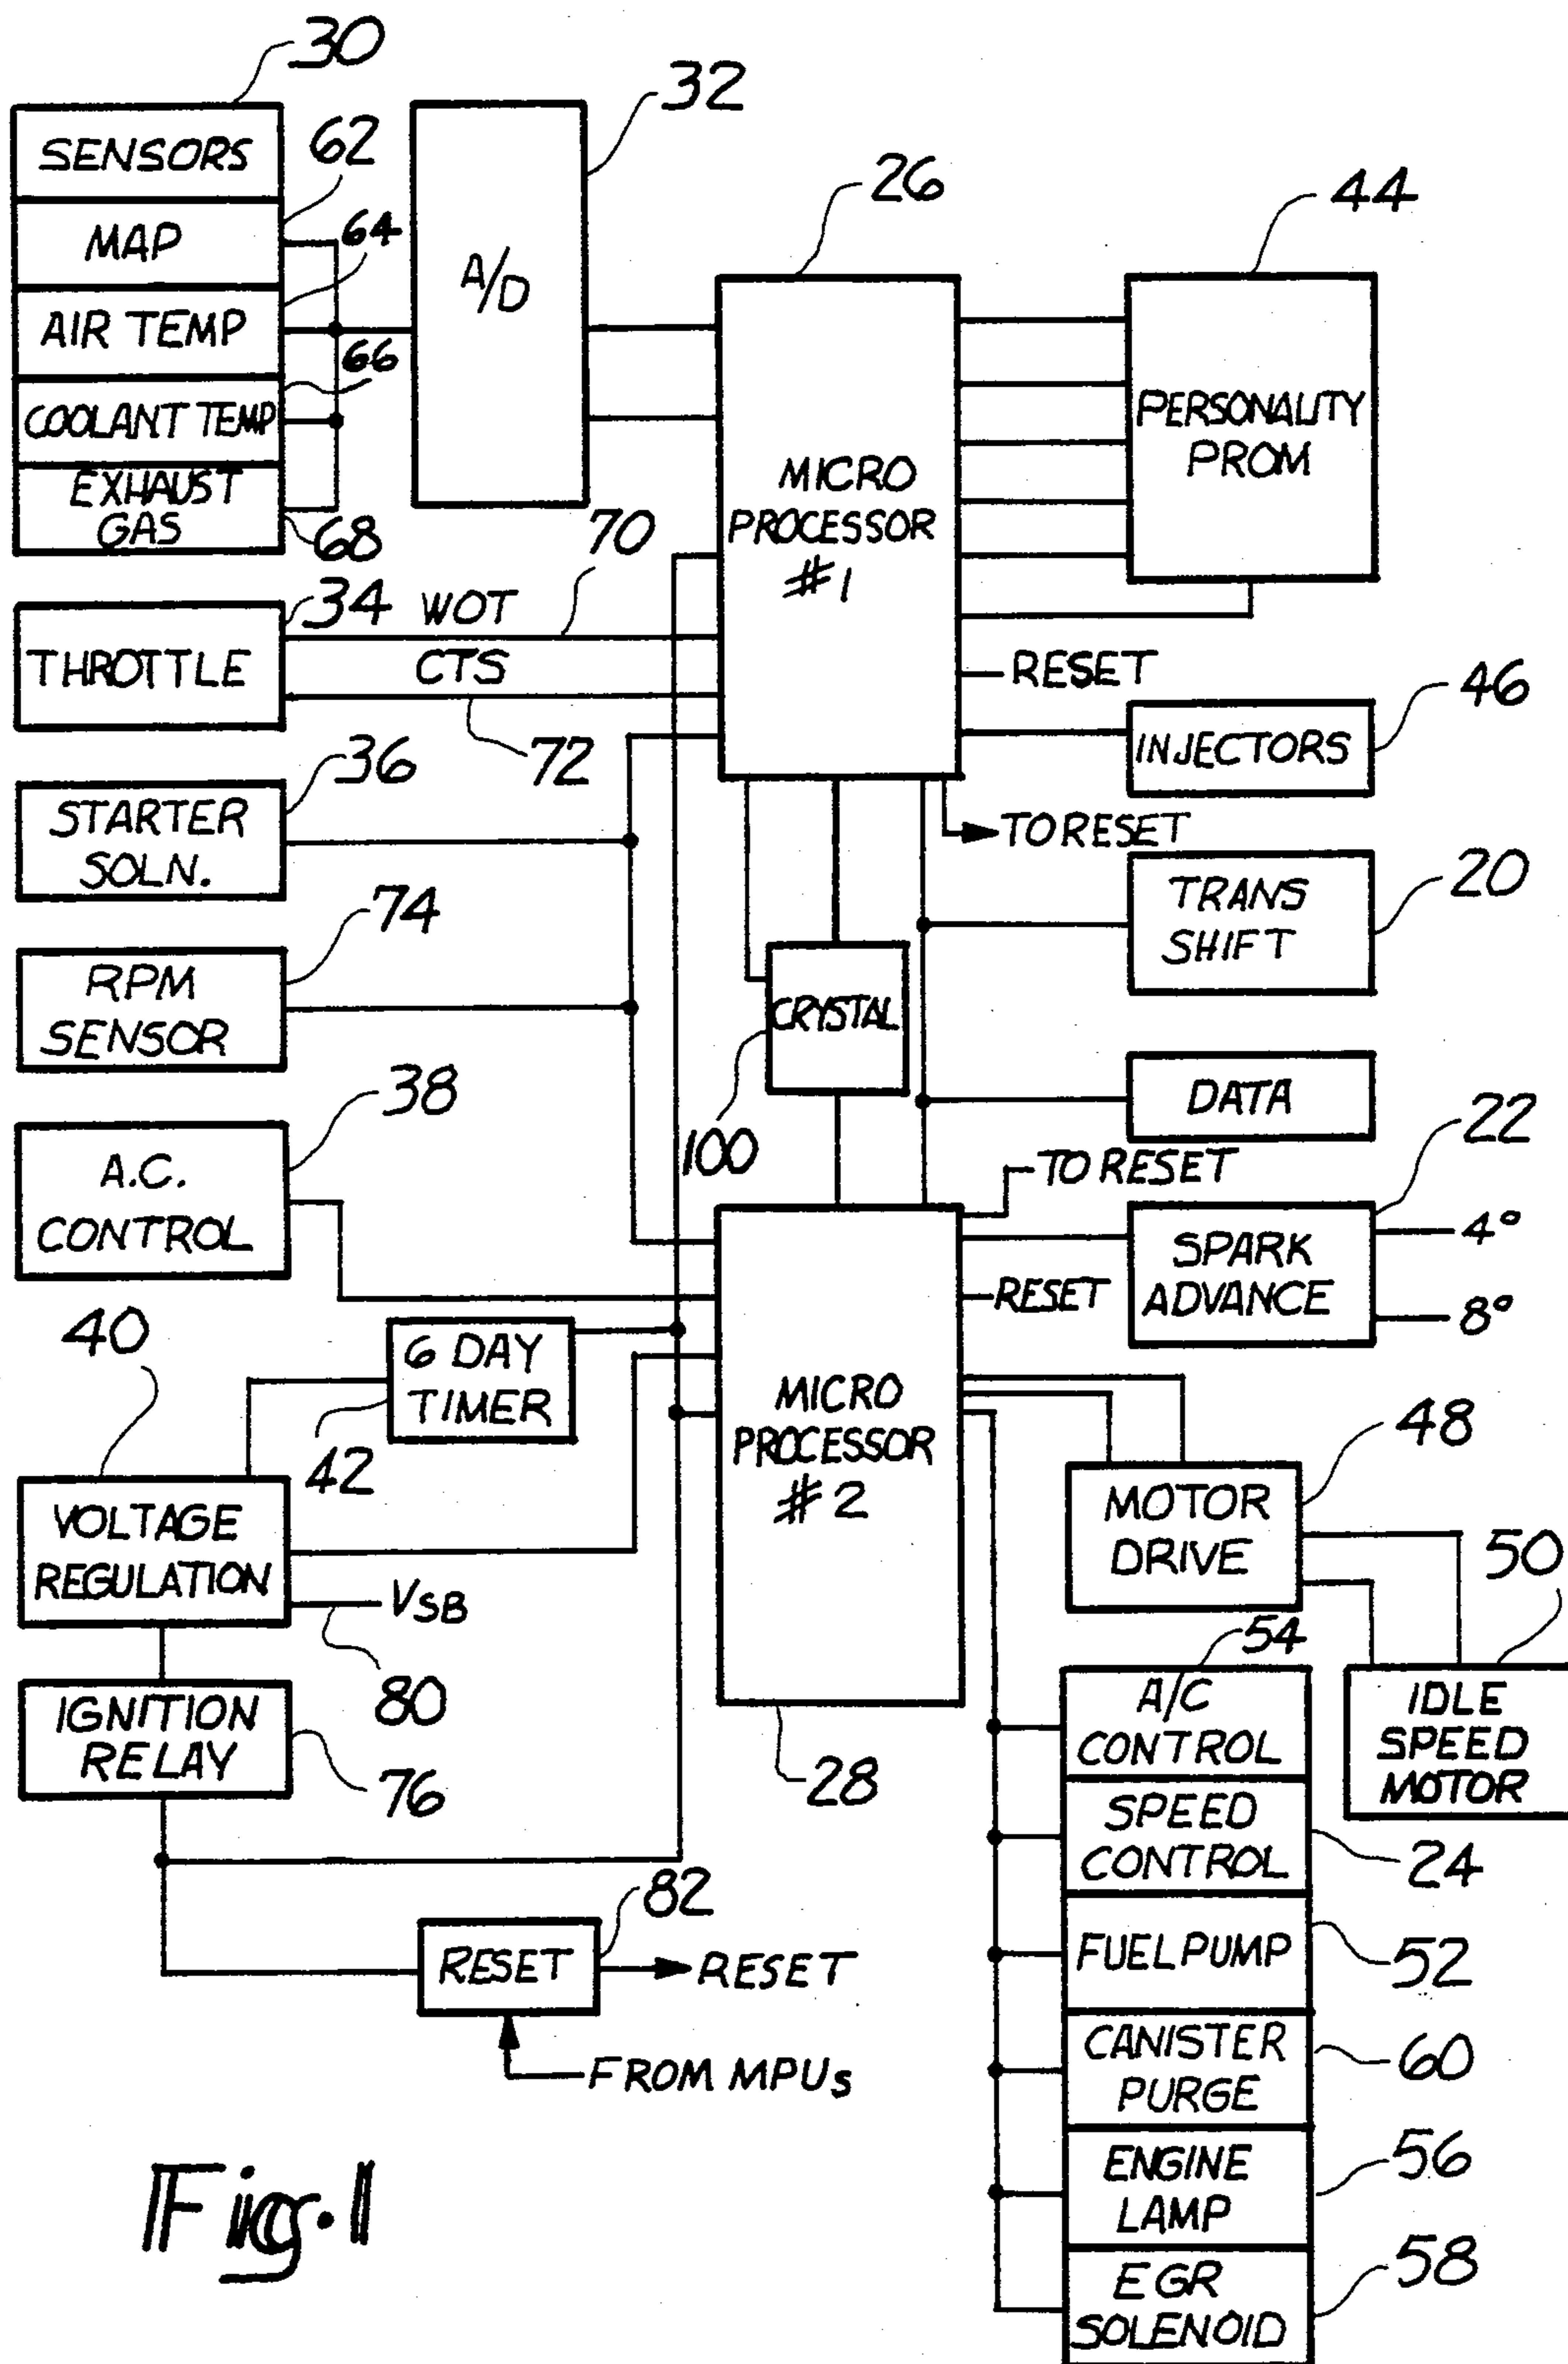 30
SENSORS
62
MAP
64
AIR TEMP
66
COOLANT TEMP
EXHAUST
GAS
68
32
A/D
26
MICRO
PROCESSOR
#1
44
PERSONALITY
PROM
34
THROTTLE
WOT
70
CTS
72
RESET
46
INJECTORS
36
STARTER
SOLN.
TO RESET
20
TRANS
SHIFT
74
RPM
SENSOR
CRYSTAL
100
DATA
38
A.C.
CONTROL
TO RESET
22
SPARK
ADVANCE
4°
8°
RESET
40
6 DAY
TIMER
42
MICRO
PROCESSOR
#2
28
48
MOTOR
DRIVE
VOLTAGE
REGULATION
VSB
80
50
IDLE
SPEED
MOTOR
IGNITION
RELAY
76
54
A/C
CONTROL
SPEED
CONTROL
24
82
RESET
RESET
FROM MPUs
FUEL PUMP
52
CANISTER
PURGE
60
ENGINE
LAMP
56
EGR
SOLENOID
58
Fig. 1